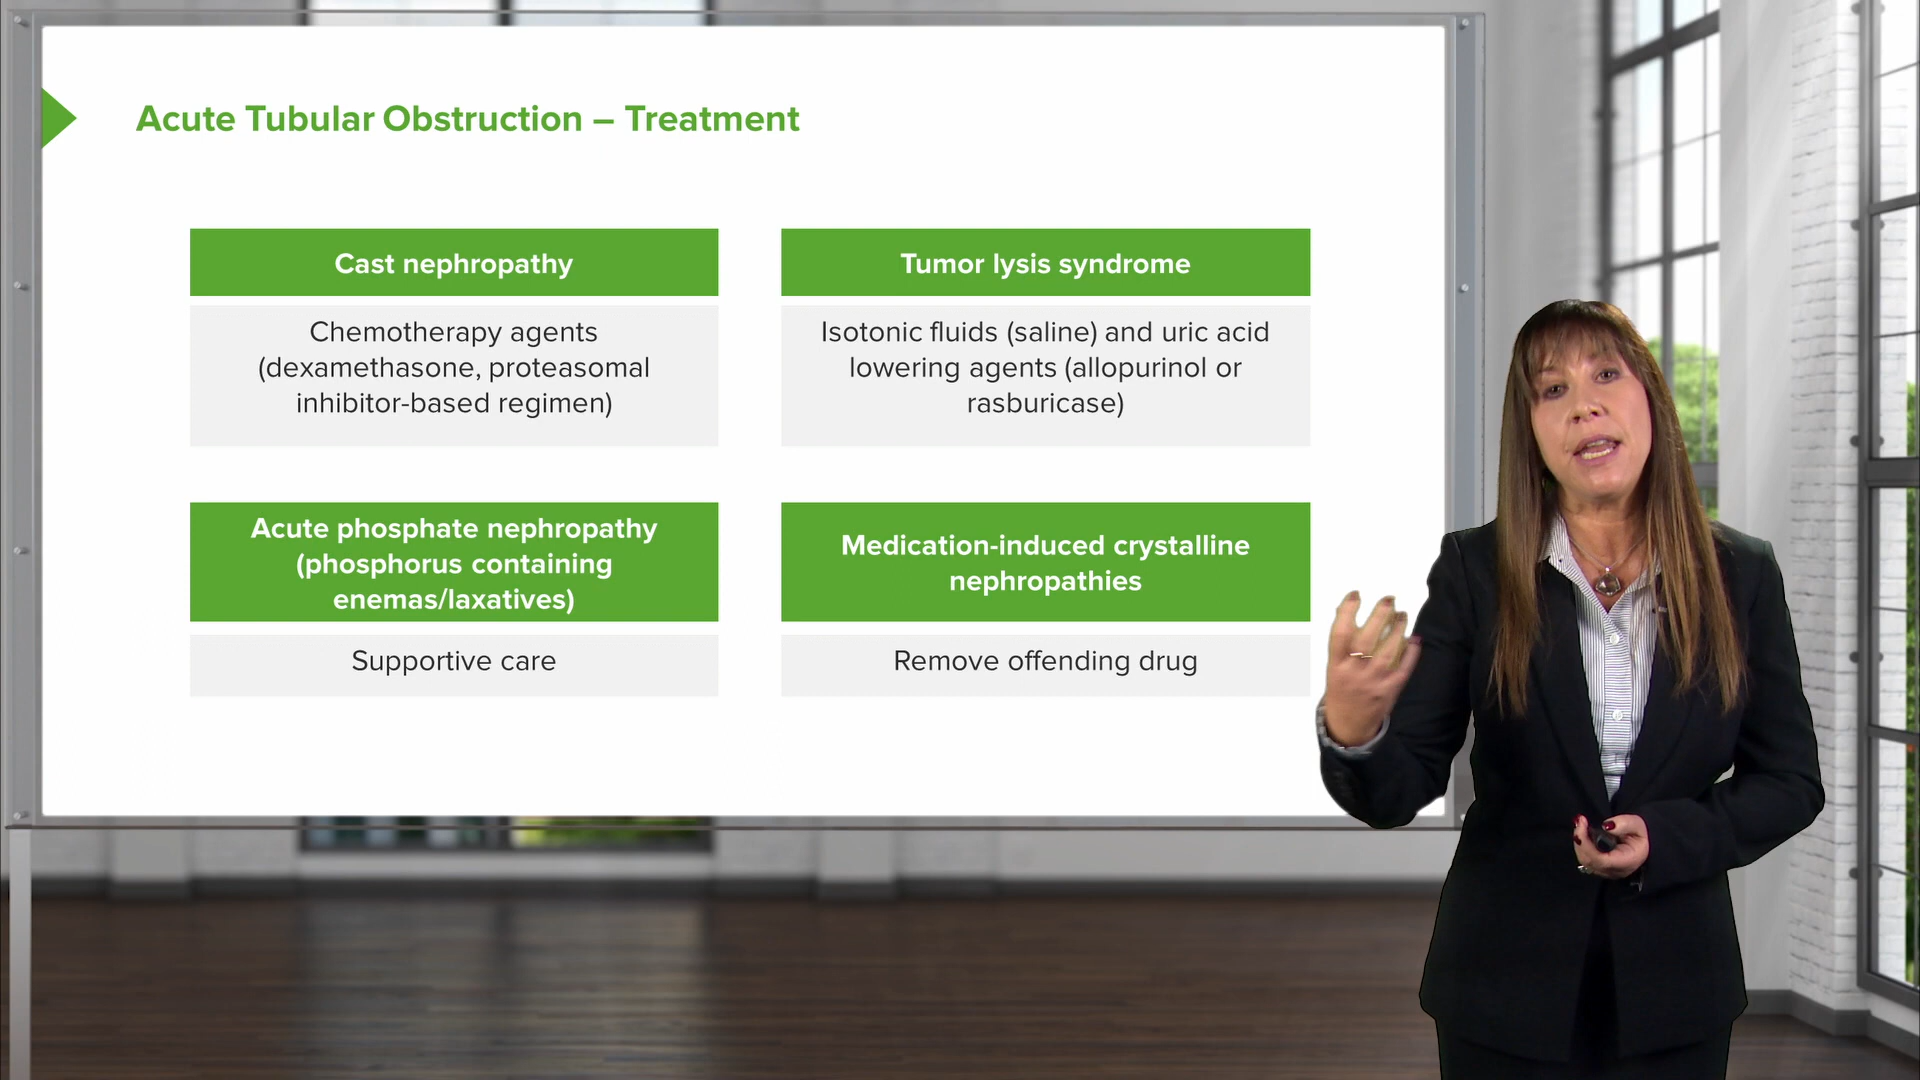 Acute Tubular Obstruction – Treatment
Cast nephropathy
Chemotherapy agents
(dexamethasone, proteasomal
inhibitor-based regimen)
Tumor lysis syndrome
Isotonic fluids (saline) and uric acid
lowering agents (allopurinol or
rasburicase)
Acute phosphate nephropathy
(phosphorus containing
enemas/laxatives)
Supportive care
Medication-induced crystalline
nephropathies
Remove offending drug